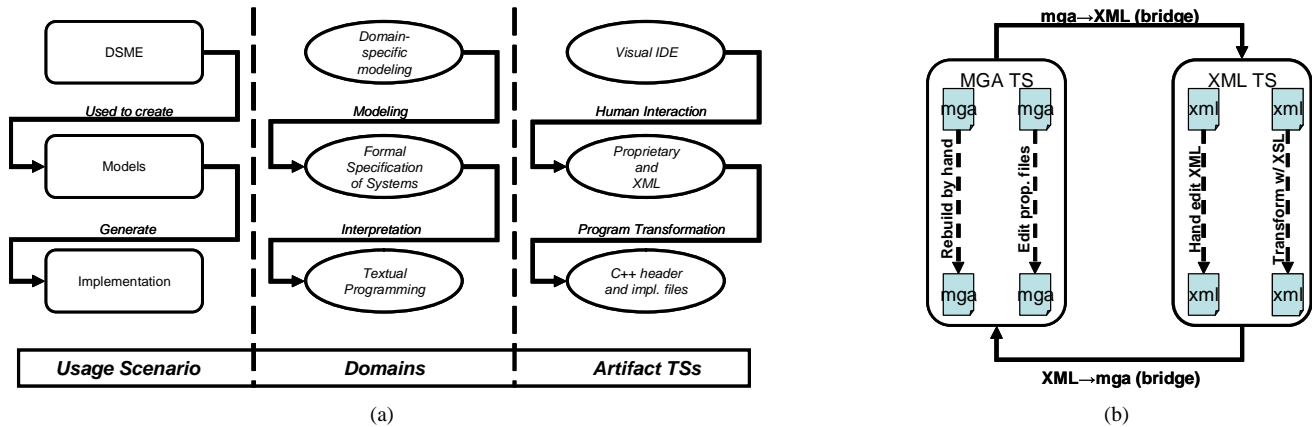 DSME
Used to create
Models
Generate
Implementation
Usage Scenario
Domain-
specific
modeling
Modeling
Formal
Specification
of Systems
Interpretation
Textual
Programming
Domains
Visual IDE
Human Interaction
Proprietary
and
XML
Program Transformation
C++ header
and impl. files
Artifact TSs
(a)
mga→XML (bridge)
MGA TS
mga
mga
Rebuild by hand
Edit prop. files
mga
mga
XML TS
xml
xml
Hand edit XML
Transform w/ XSL
xml
xml
XML→mga (bridge)
(b)